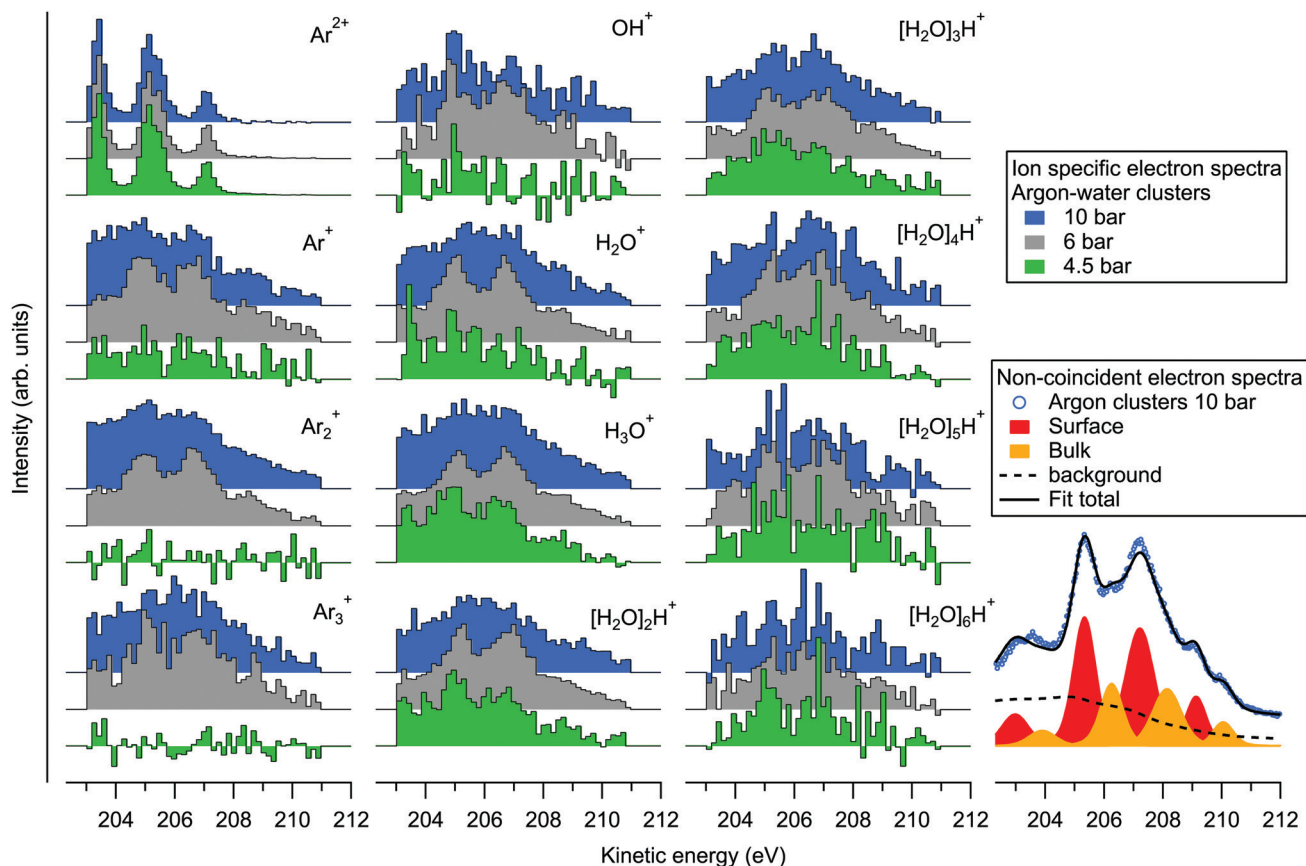 Intensity (arb. units)
Ar²⁺
OH⁺
[H₂O]₃H⁺
Ar⁺
H₂O⁺
[H₂O]₄H⁺
Ar₂⁺
H₃O⁺
[H₂O]₅H⁺
Ar₃⁺
[H₂O]₂H⁺
[H₂O]₆H⁺
Ion specific electron spectra
Argon-water clusters
10 bar
6 bar
4.5 bar
Non-coincident electron spectra
Argon clusters 10 bar
Surface
Bulk
background
Fit total
204 206 208 210 212
204 206 208 210 212
204 206 208 210 212
204 206 208 210 212
Kinetic energy (eV)